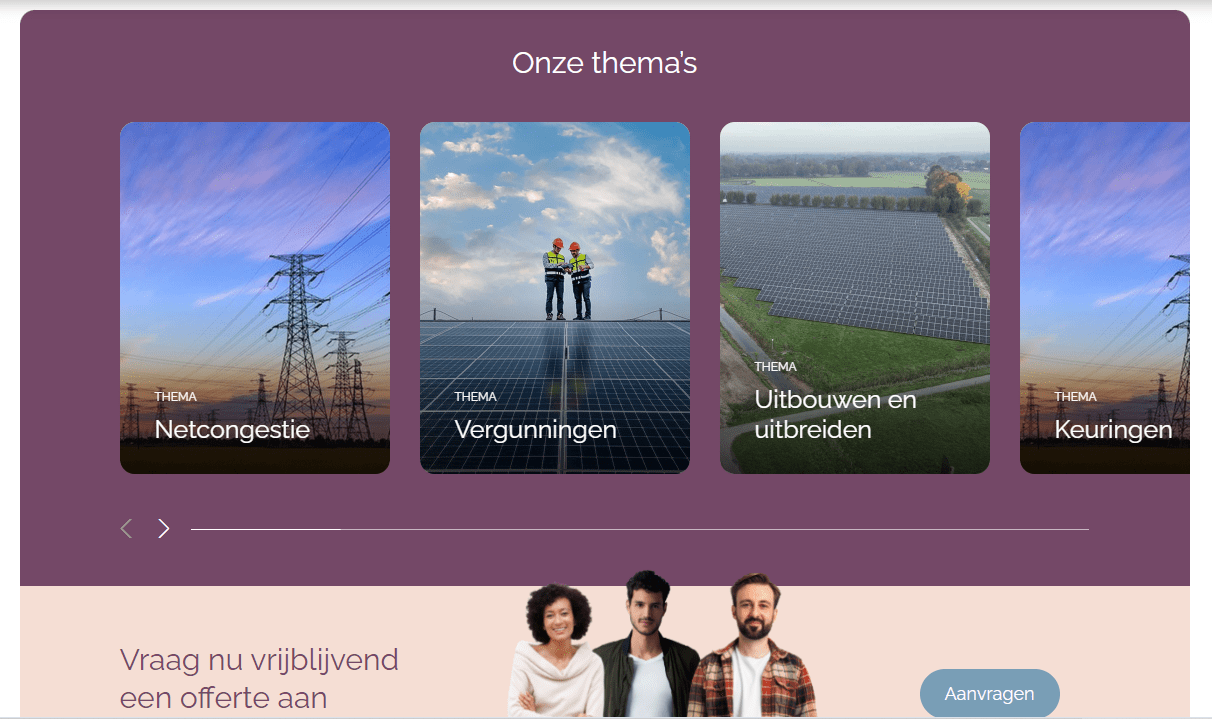 Onze thema's
THEMA
Netcongestie
THEMA
Vergunningen
THEMA
Uitbouwen en
uitbreiden
THEMA
Keuringen
Vraag nu vrijblijvend
een offerte aan
Aanvragen